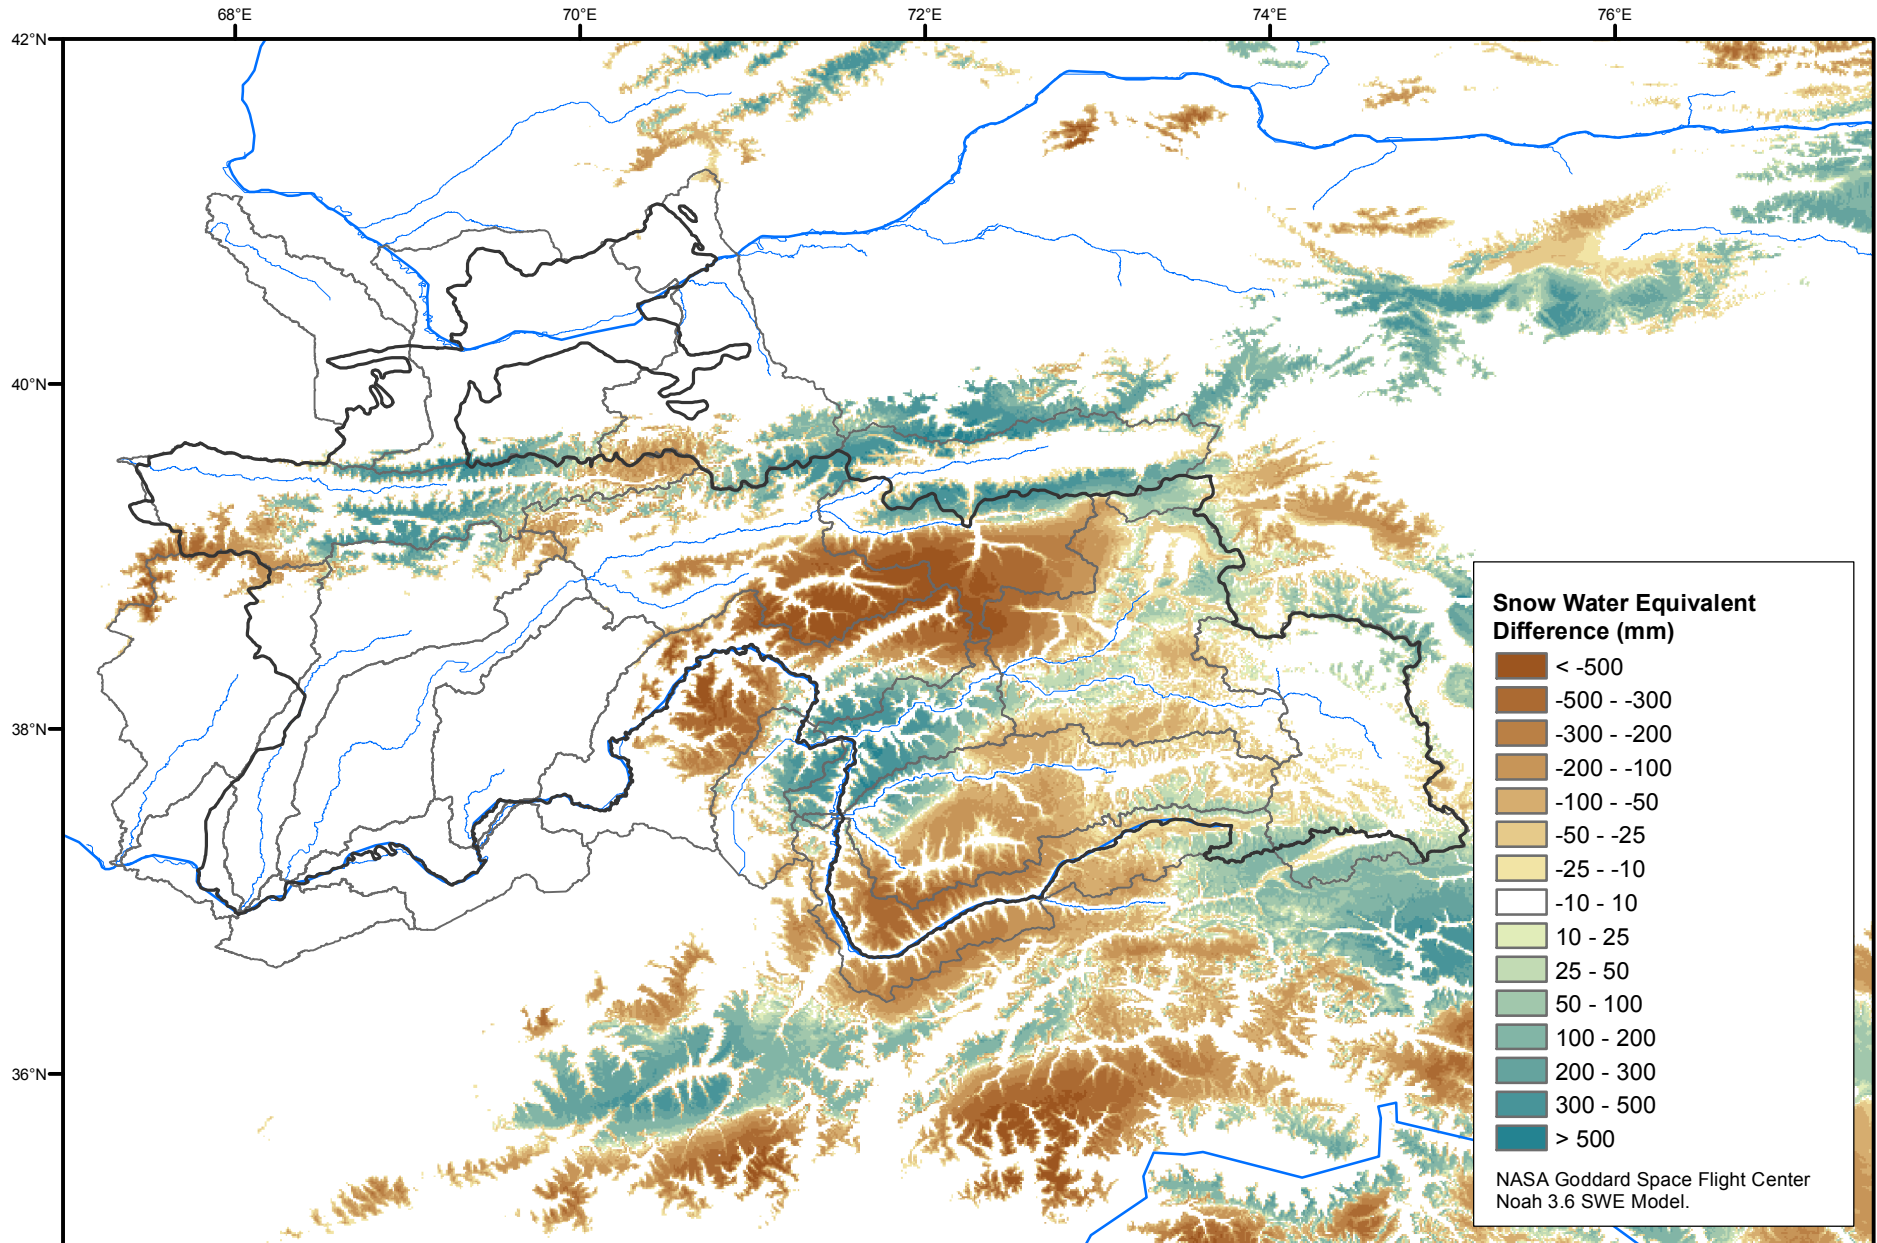 68°E 70°E 72°E 74°E 76°E
42°N
40°N
38°N
36°N
Snow Water Equivalent
Difference (mm)
< -500
-500 - -300
-300 - -200
-200 - -100
-100 - -50
-50 - -25
-25 - -10
-10 - 10
10 - 25
25 - 50
50 - 100
100 - 200
200 - 300
300 - 500
> 500
NASA Goddard Space Flight Center
Noah 3.6 SWE Model.